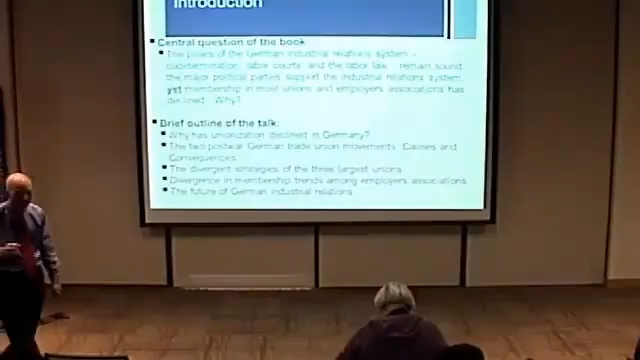 Introduction
▪ Central question of the book
▪ The pillars of the German industrial relations system -
codetermination, labor courts, and the labor law - remain sound,
the major political parties support the industrial relations system,
yet membership in most unions and employers associations has
declined. Why?
▪ Brief outline of the talk:
▪ Why has unionization declined in Germany?
▪ The two postwar German trade union movements. Causes and
Consequences
▪ The divergent strategies of the three largest unions
▪ Divergence in membership trends among employers associations
▪ The future of German industrial relations